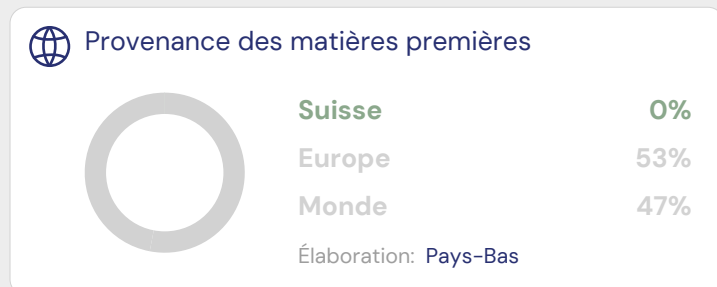 Provenance des matières premières
Suisse 0%
Europe 53%
Monde 47%
Élaboration: Pays-Bas